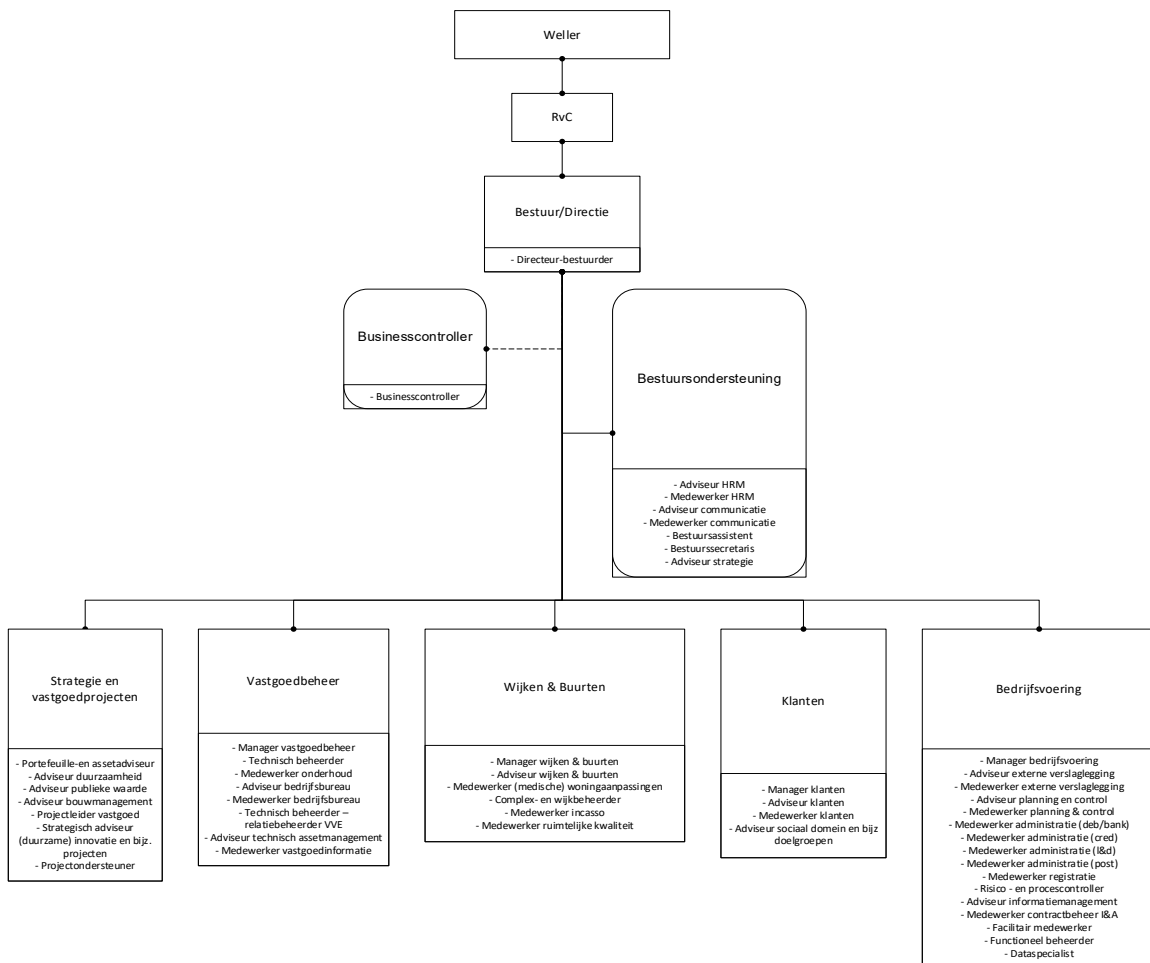 Weller
RvC
Bestuur/Directie
- Directeur-bestuurder
Businesscontroller
- Businesscontroller
Bestuursondersteuning
- Adviseur HRM
- Medewerker HRM
- Adviseur communicatie
- Medewerker communicatie
- Bestuursassistent
- Bestuurssecretaris
- Adviseur strategie
Strategie en
vastgoedprojecten
- Portefeuille-en assetadviseur
- Adviseur duurzaamheid
- Adviseur publieke waarde
- Adviseur bouwmanagement
- Projectleider vastgoed
- Strategisch adviseur
(duurzame) innovatie en bijz.
projecten
- Projectondersteuner
Vastgoedbeheer
- Manager vastgoedbeheer
- Technisch beheerder
- Medewerker onderhoud
- Adviseur bedrijfsbureau
- Medewerker bedrijfsbureau
- Technisch beheerder –
relatiebeheerder VVE
- Adviseur technisch assetmanagement
- Medewerker vastgoedinformatie
Wijken & Buurten
- Manager wijken & buurten
- Adviseur wijken & buurten
- Medewerker (medische) woningaanpassingen
- Complex- en wijkbeheerder
- Medewerker incasso
- Medewerker ruimtelijke kwaliteit
Klanten
- Manager klanten
- Adviseur klanten
- Medewerker klanten
- Adviseur sociaal domein en bijz
doelgroepen
Bedrijfsvoering
- Manager bedrijfsvoering
- Adviseur externe verslaglegging
- Medewerker externe verslaglegging
- Adviseur planning en control
- Medewerker planning & control
- Medewerker administratie (deb/bank)
- Medewerker administratie (cred)
- Medewerker administratie (I&d)
- Medewerker administratie (post)
- Medewerker registratie
- Risico - en procescontroller
- Adviseur informatiemanagement
- Medewerker contractbeheer I&A
- Facilitair medewerker
- Functioneel beheerder
- Dataspecialist